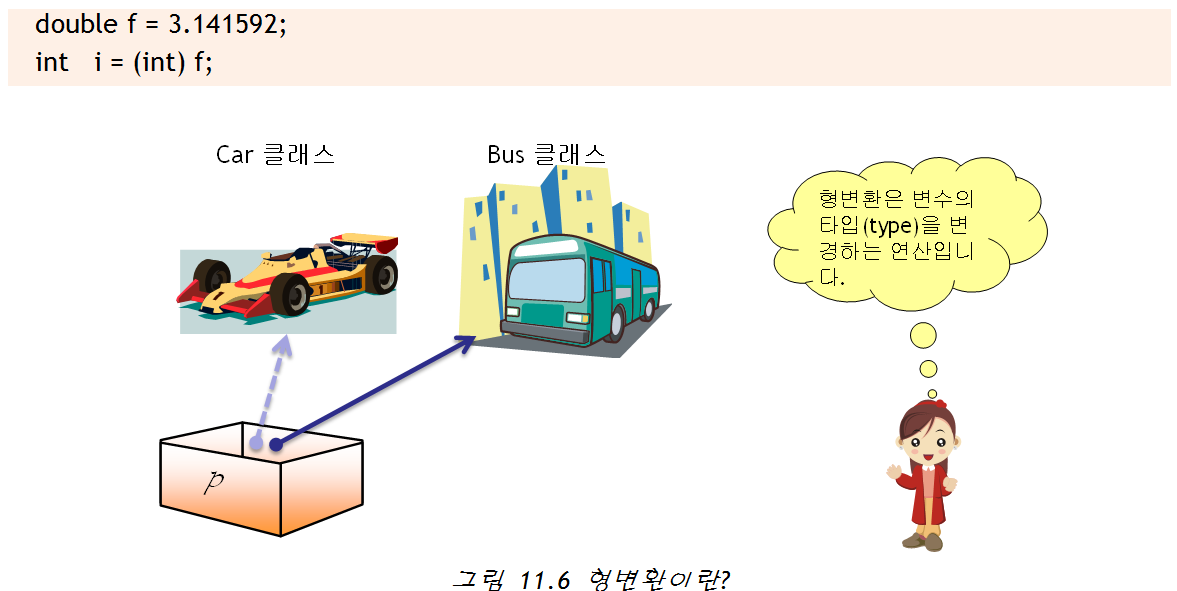 double f = 3.141592;
int i = (int) f;
Car 클래스
Bus 클래스
형변환은 변수의
타입(type)을 변
경하는 연산입니
다.
1
p
그림 11.6 형변환이란?